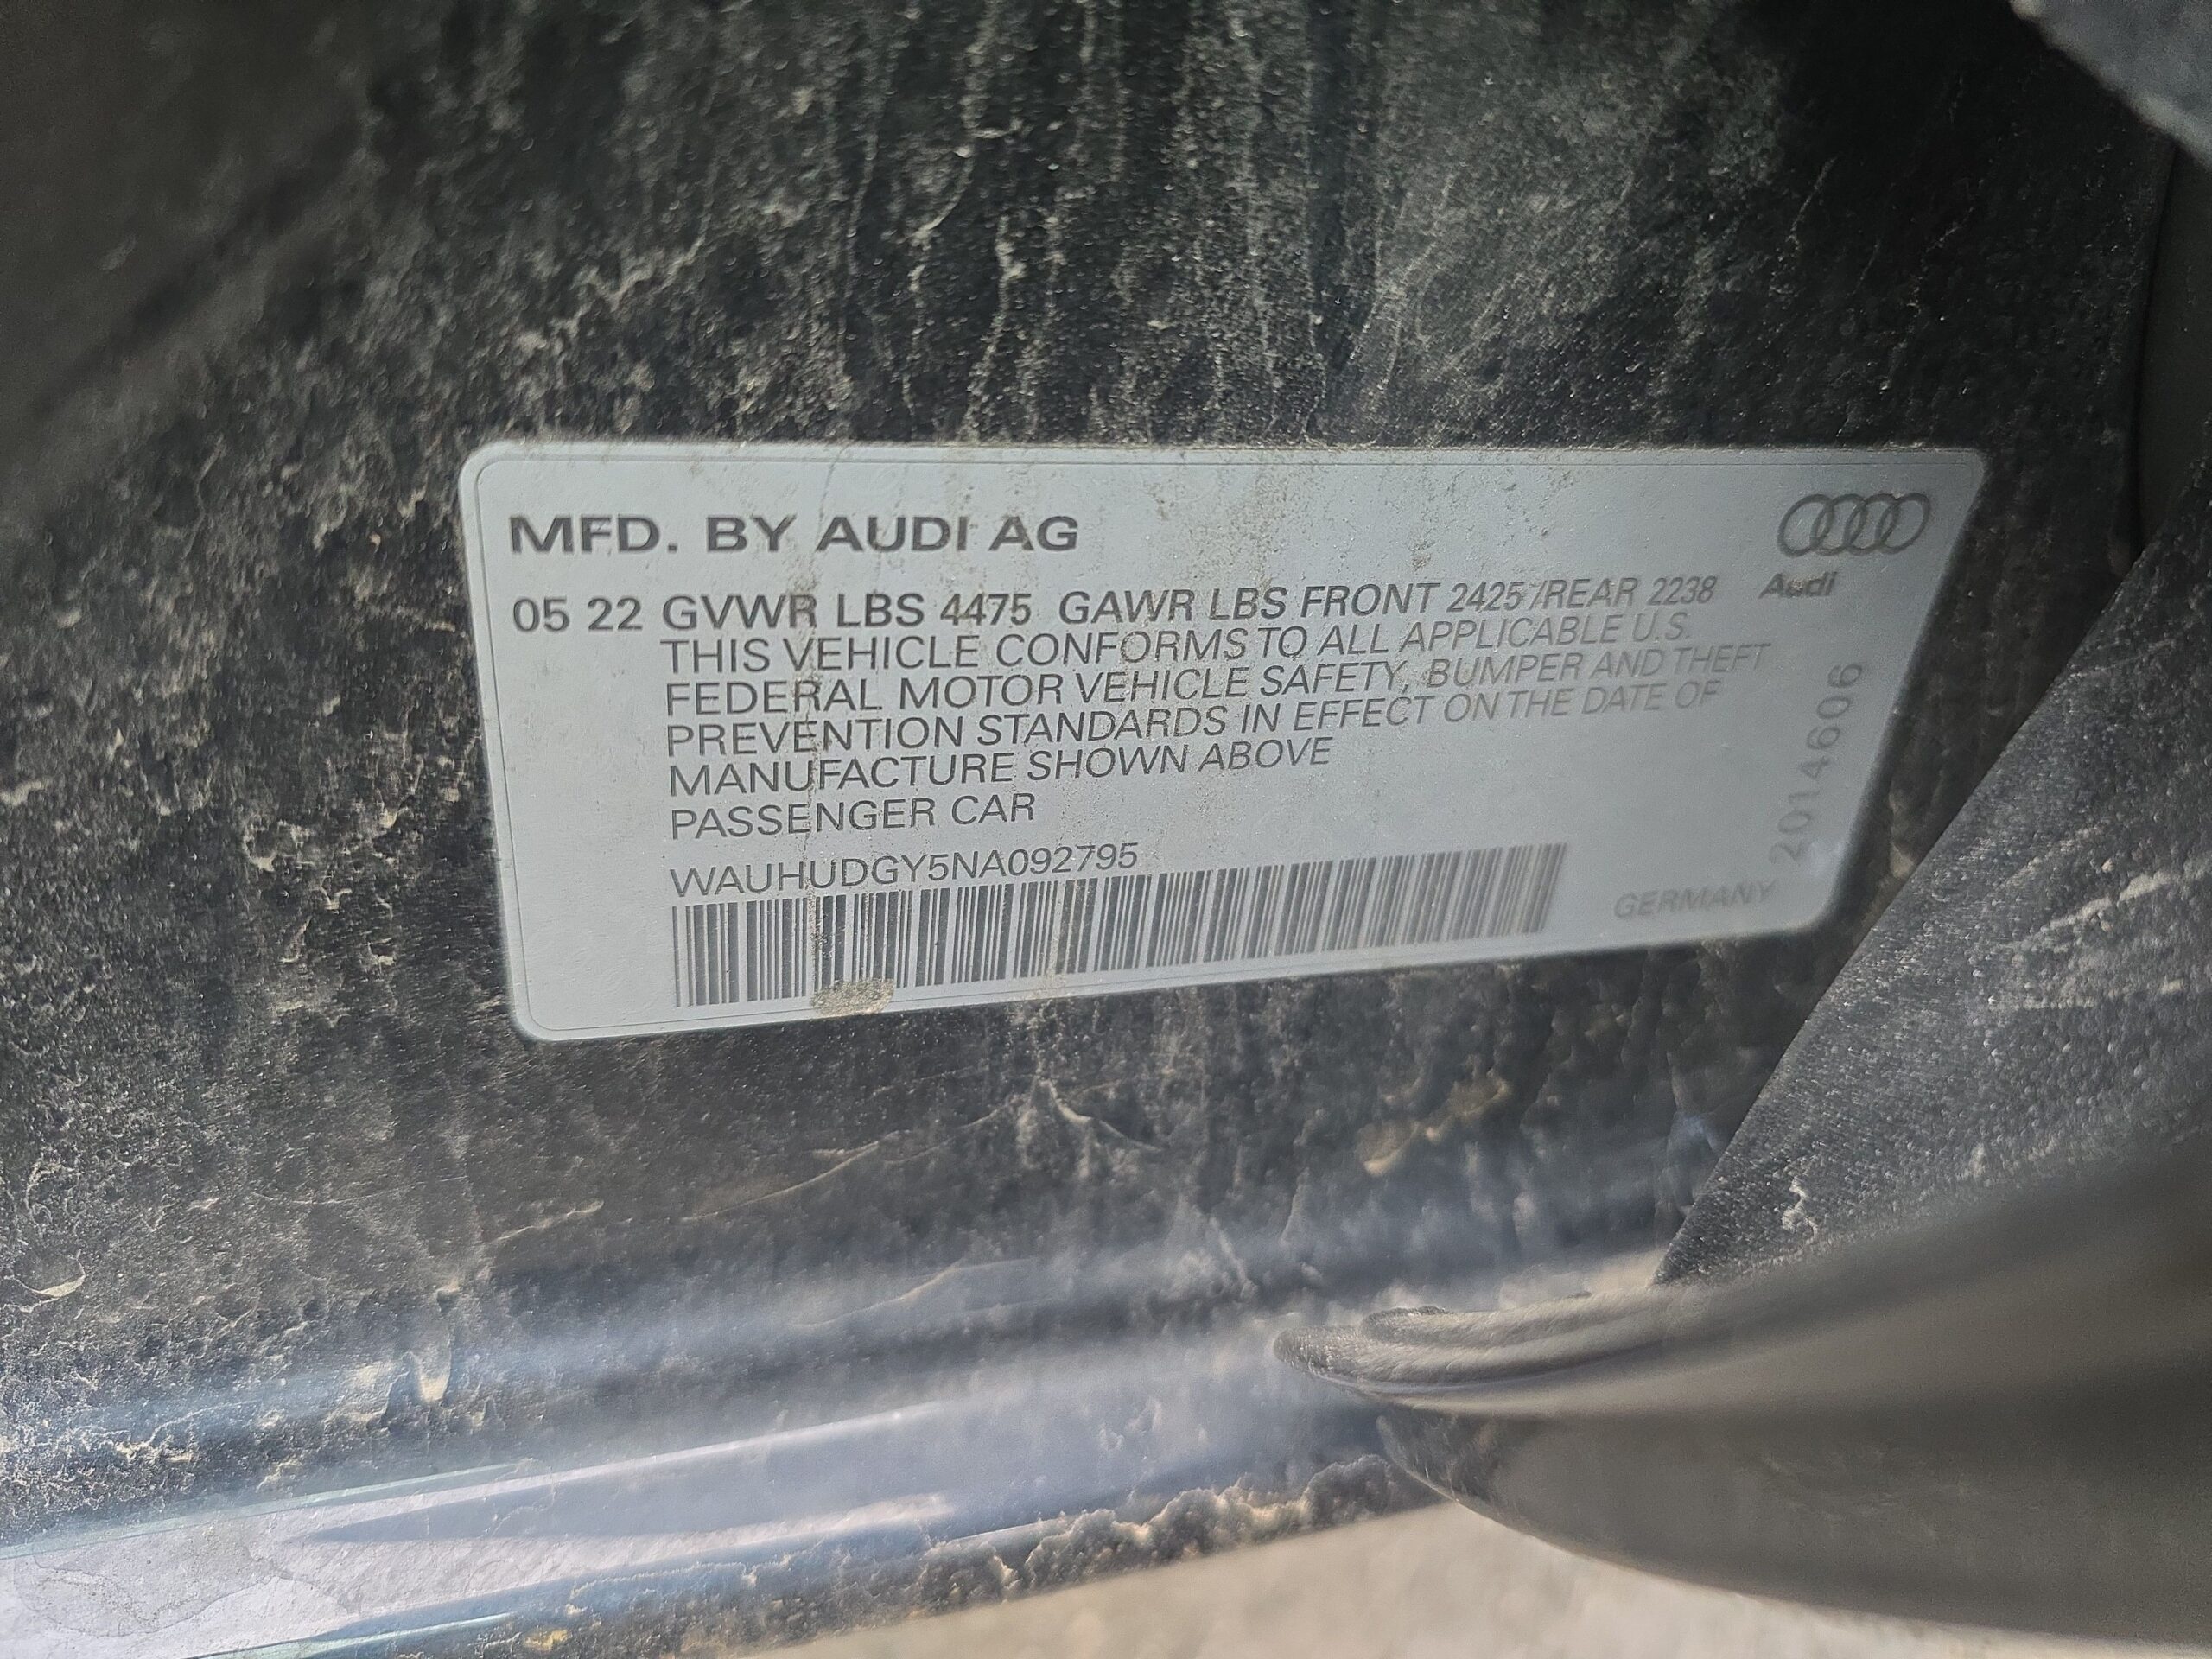 MFD. BY AUDI AG
05 22 GVWR LBS 4475 GAWR LBS FRONT 2425/REAR 2238
Audi
THIS VEHICLE CONFORMS TO ALL APPLICABLE U.S.
FEDERAL MOTOR VEHICLE SAFETY, BUMPER AND THEFT
PREVENTION STANDARDS IN EFFECT ON THE DATE OF
MANUFACTURE SHOWN ABOVE
PASSENGER CAR
WAUHUDGY5NA092795
GERMANY
2014606